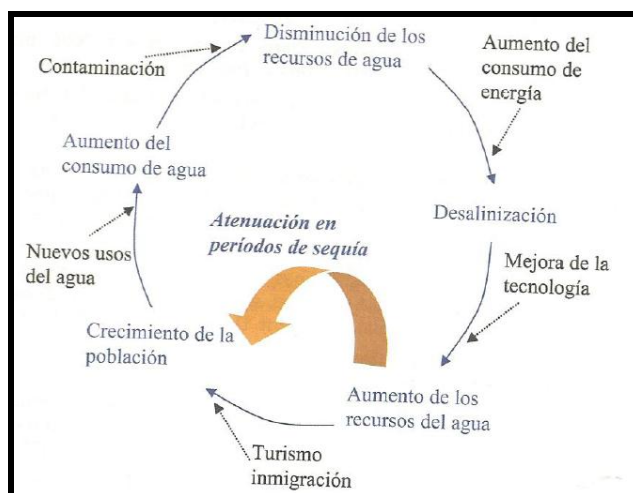 Disminución de los
recursos de agua
Aumento del
consumo de
energía
Desalinización
Mejora de la
tecnología
Aumento de los
recursos del agua
Turismo
inmigración
Crecimiento de la
población
Nuevos usos
del agua
Aumento del
consumo de agua
Contaminación
Atenuación en
períodos de sequía